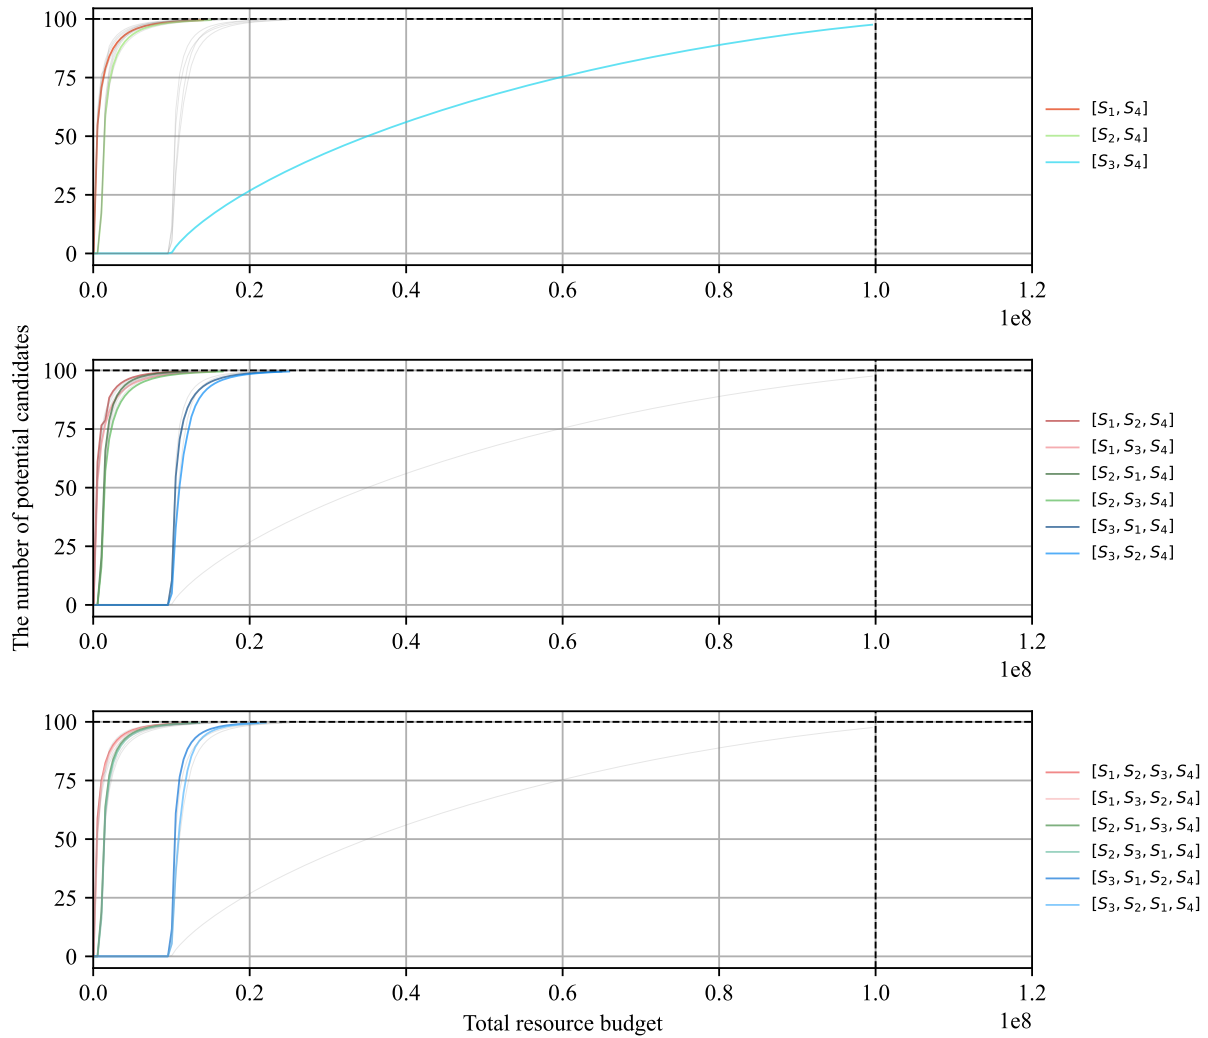 100
75
50
25
0
0.0 0.2 0.4 0.6 0.8 1.0 1.2
1e8
[S₁, S₄]
[S₂, S₄]
[S₃, S₄]
The number of potential candidates
100
75
50
25
0
0.0 0.2 0.4 0.6 0.8 1.0 1.2
1e8
[S₁, S₂, S₄]
[S₁, S₃, S₄]
[S₂, S₁, S₄]
[S₂, S₃, S₄]
[S₃, S₁, S₄]
[S₃, S₂, S₄]
100
75
50
25
0
0.0 0.2 0.4 0.6 0.8 1.0 1.2
1e8
Total resource budget
[S₁, S₂, S₃, S₄]
[S₁, S₃, S₂, S₄]
[S₂, S₁, S₃, S₄]
[S₂, S₃, S₁, S₄]
[S₃, S₁, S₂, S₄]
[S₃, S₂, S₁, S₄]